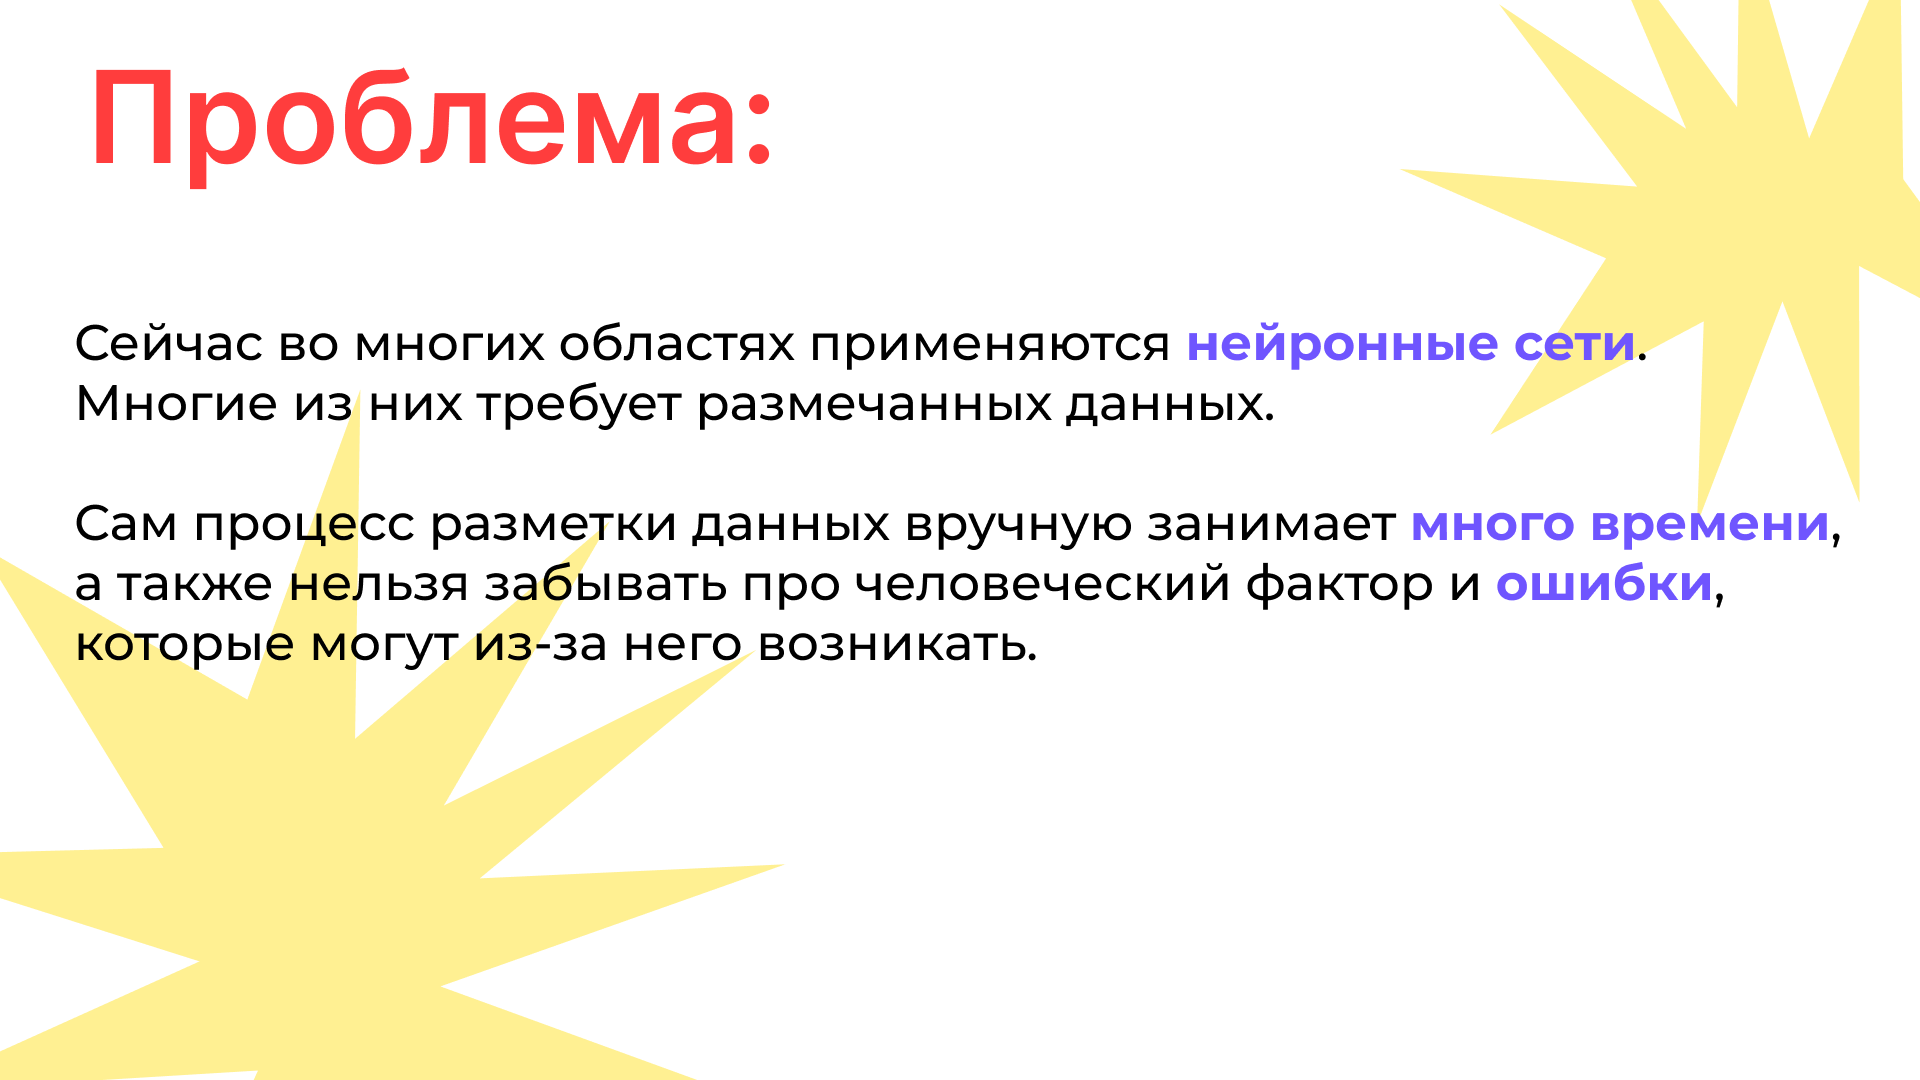 Проблема:
Сейчас во многих областях применяются нейронные сети.
Многие из них требует размечанных данных.
Сам процесс разметки данных вручную занимает много времени,
а также нельзя забывать про человеческий фактор и ошибки,
которые могут из-за него возникать.